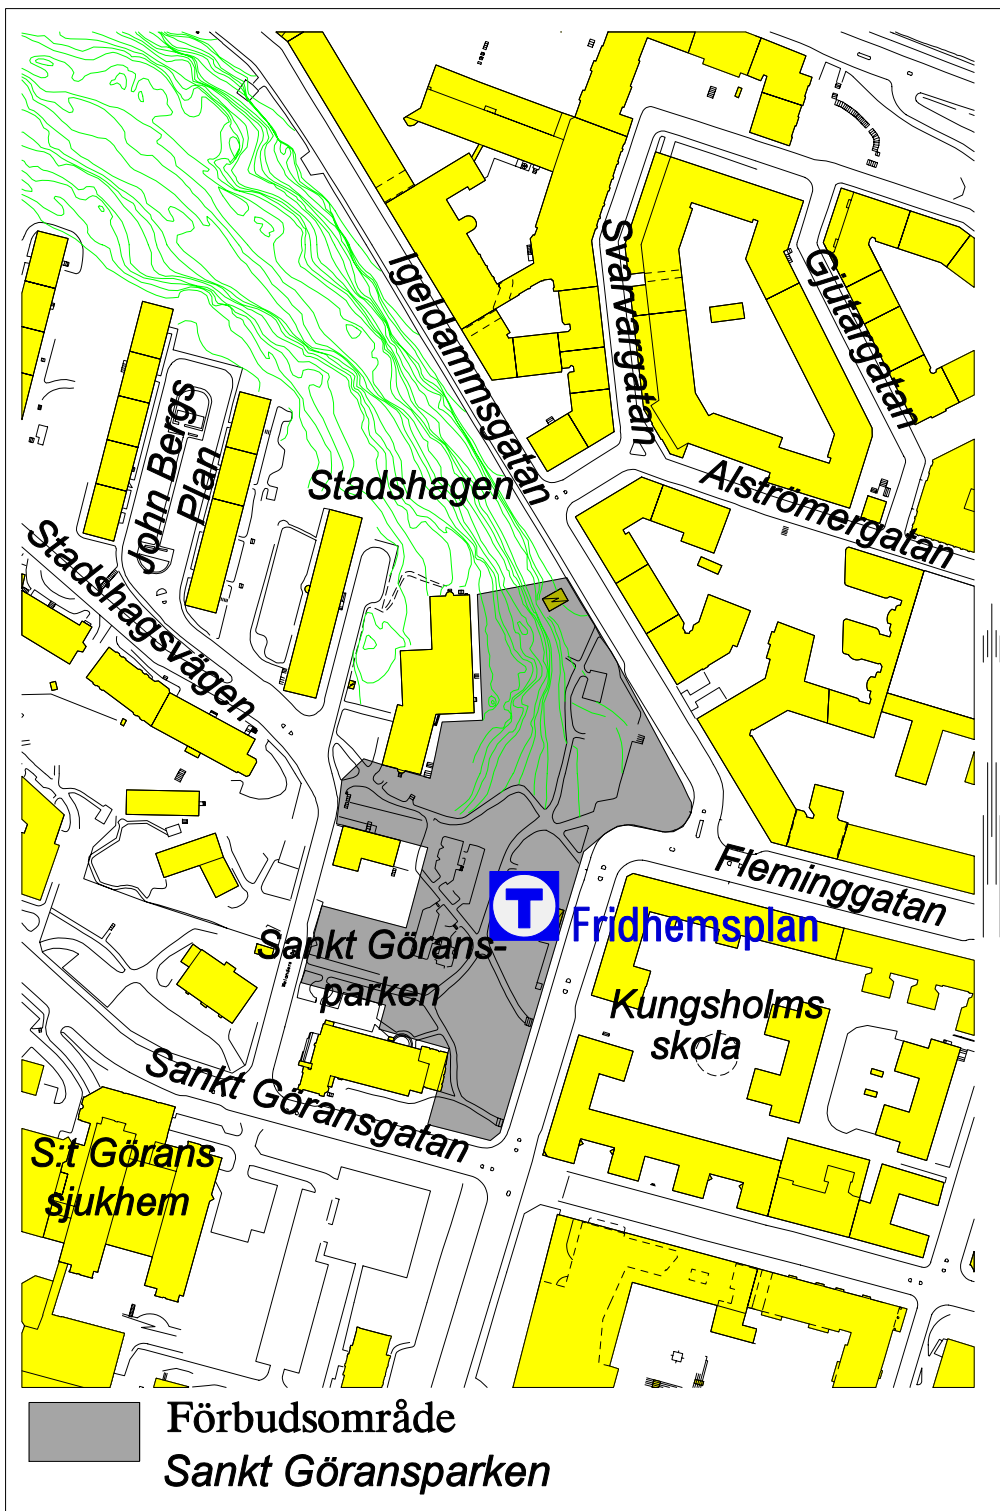 Igeldammsgatan
Svarvargatan
Gjutargatan
John Bergs
Plan
Stadshagen
Alströmergatan
Stadshagsvägen
Fleminggatan
T
Fridhemsplan
Sankt Görans-
parken
Kungsholms
skola
Sankt Göransgatan
S:t Görans
sjukhem
Förbudsområde
Sankt Göransparken